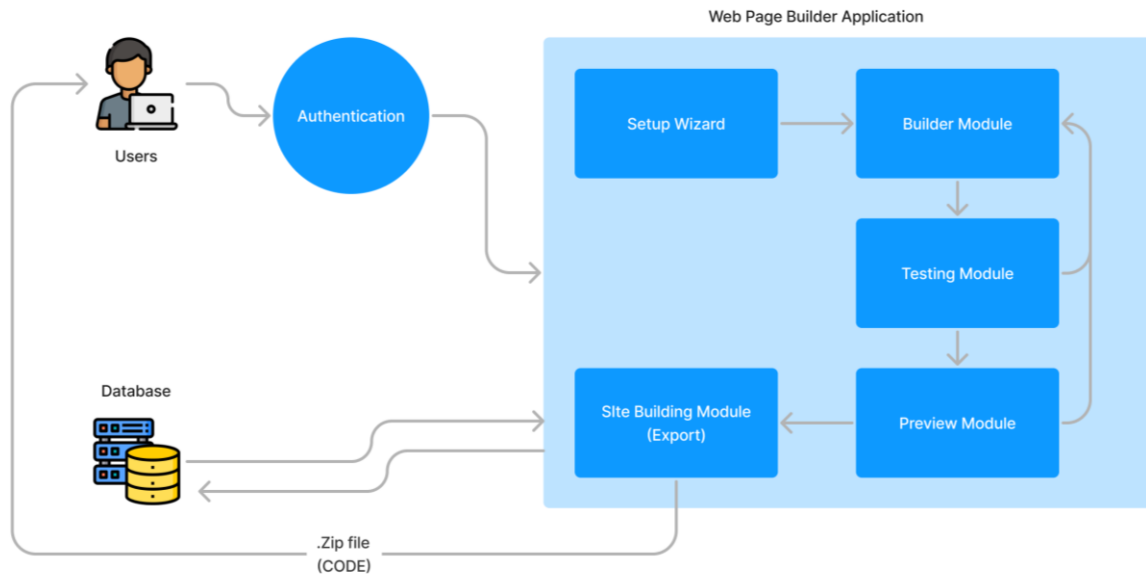 Web Page Builder Application
Users
Authentication
Setup Wizard
Builder Module
Testing Module
Database
SIte Building Module
(Export)
Preview Module
.Zip file
(CODE)